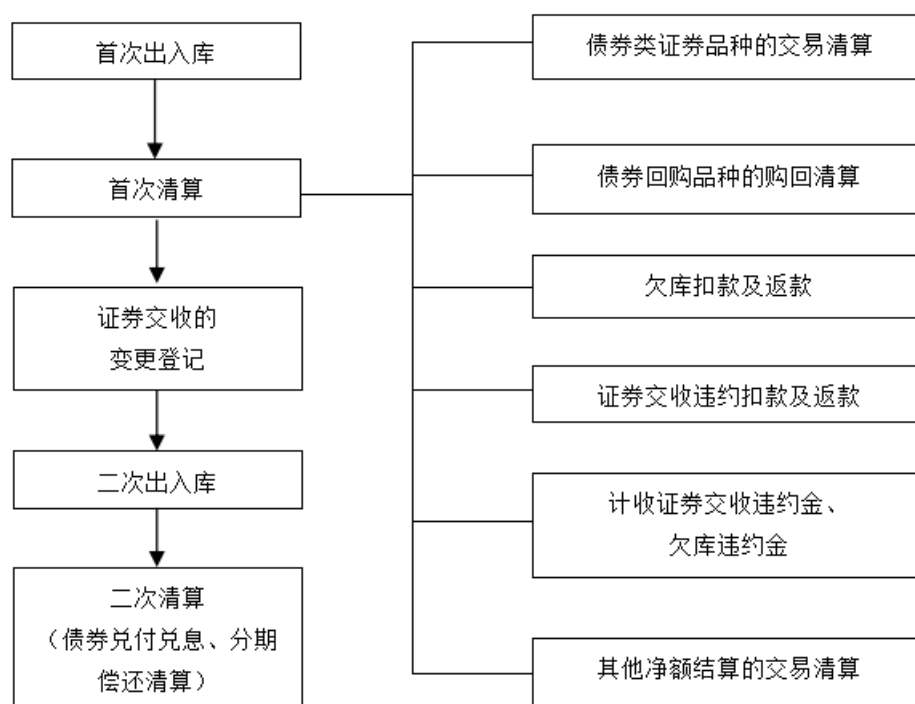 首次出入库
首次清算
证券交收的
变更登记
二次出入库
二次清算
（债券兑付兑息、分期
偿还清算）
债券类证券品种的交易清算
债券回购品种的购回清算
欠库扣款及返款
证券交收违约扣款及返款
计收证券交收违约金、
欠库违约金
其他净额结算的交易清算